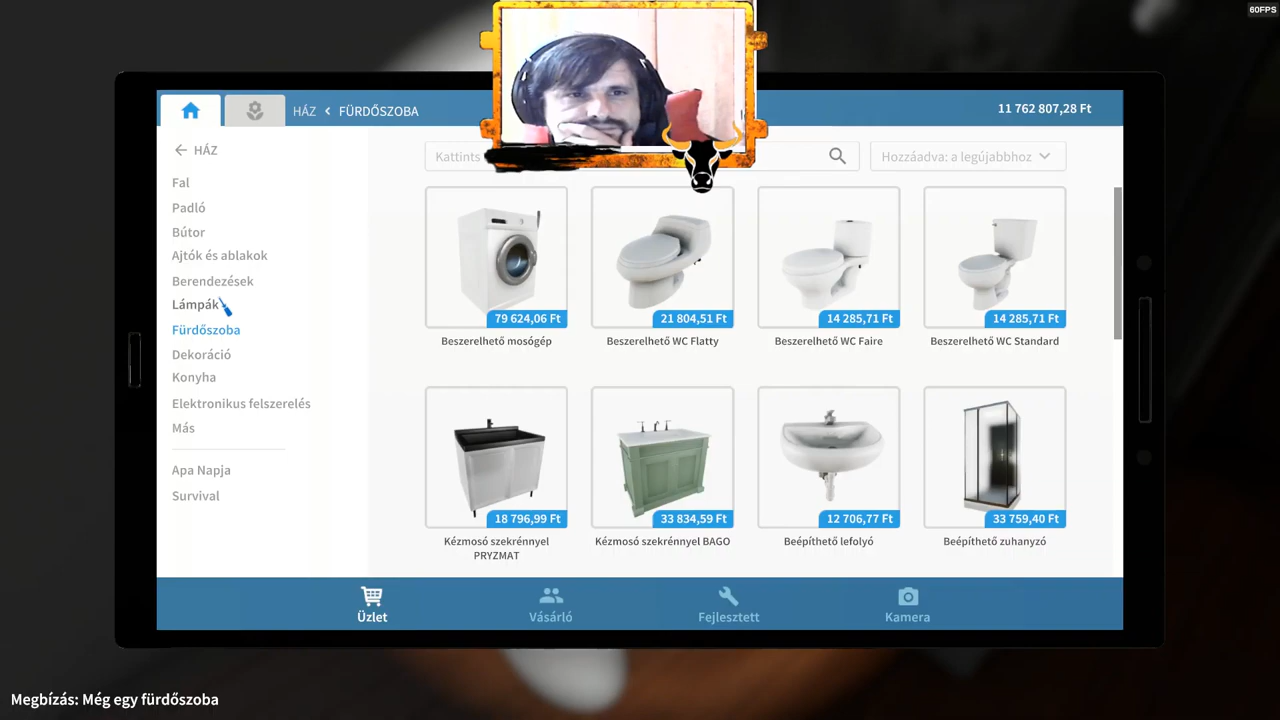 60FPS
HÁZ < FÜRDŐSZOBA
11 762 807,28 Ft
← HÁZ
Kattints
Hozzáadva: a legújabbhoz
Fal
Padló
Bútor
Ajtók és ablakok
Berendezések
Lámpák
Fürdőszoba
Dekoráció
Konyha
Elektronikus felszerelés
Más
Apa Napja
Survival
79 624,06 Ft
21 804,51 Ft
14 285,71 Ft
14 285,71 Ft
Beszerelhető mosógép
Beszerelhető WC Flatty
Beszerelhető WC Faire
Beszerelhető WC Standard
18 796,99 Ft
33 834,59 Ft
12 706,77 Ft
33 759,40 Ft
Kézmosó szekrénnyel
PRYZMAT
Kézmosó szekrénnyel BAGO
Beépíthető lefolyó
Beépíthető zuhanyzó
Üzlet
Vásárló
Fejlesztett
Kamera
Megbízás: Még egy fürdőszoba